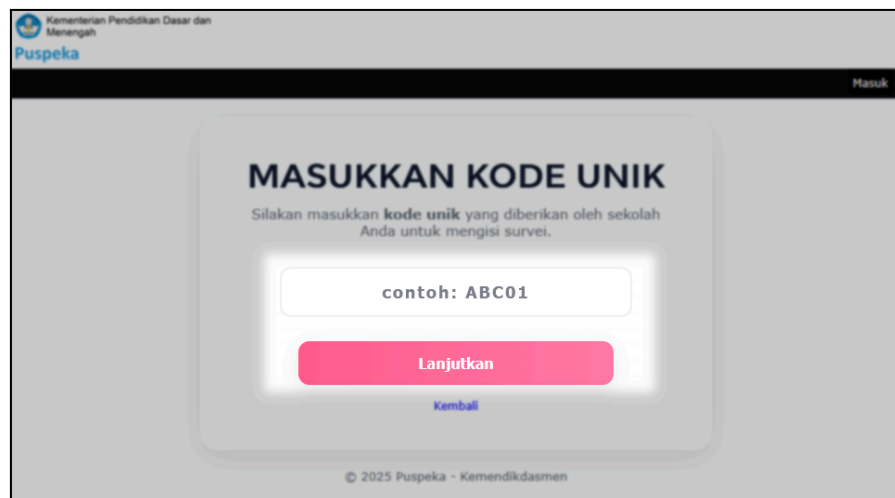 Kementerian Pendidikan Dasar dan
Menengah
Puspeka
Masuk
MASUKKAN KODE UNIK
Silakan masukkan kode unik yang diberikan oleh sekolah
Anda untuk mengisi survei.
contoh: ABC01
Lanjutkan
Kembali
© 2025 Puspeka - Kemendikdasmen